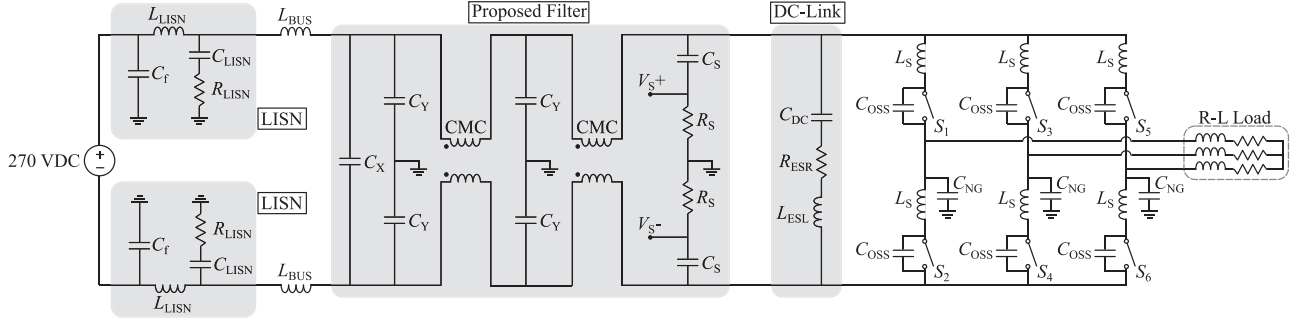 L_LISN
L_BUS
Proposed Filter
DC-Link
C_f
C_LISN
R_LISN
LISN
C_Y
C_Y
C_S
V_S+
R_S
C_DC
R_ESR
L_ESL
L_S
L_S
L_S
C_OSS
C_OSS
C_OSS
S_1
S_3
S_5
R-L Load
270 VDC
C_X
CMC
CMC
LISN
C_f
R_LISN
C_LISN
L_LISN
L_BUS
C_Y
C_Y
R_S
V_S-
C_S
C_NG
C_NG
C_NG
L_S
L_S
L_S
C_OSS
C_OSS
C_OSS
S_2
S_4
S_6